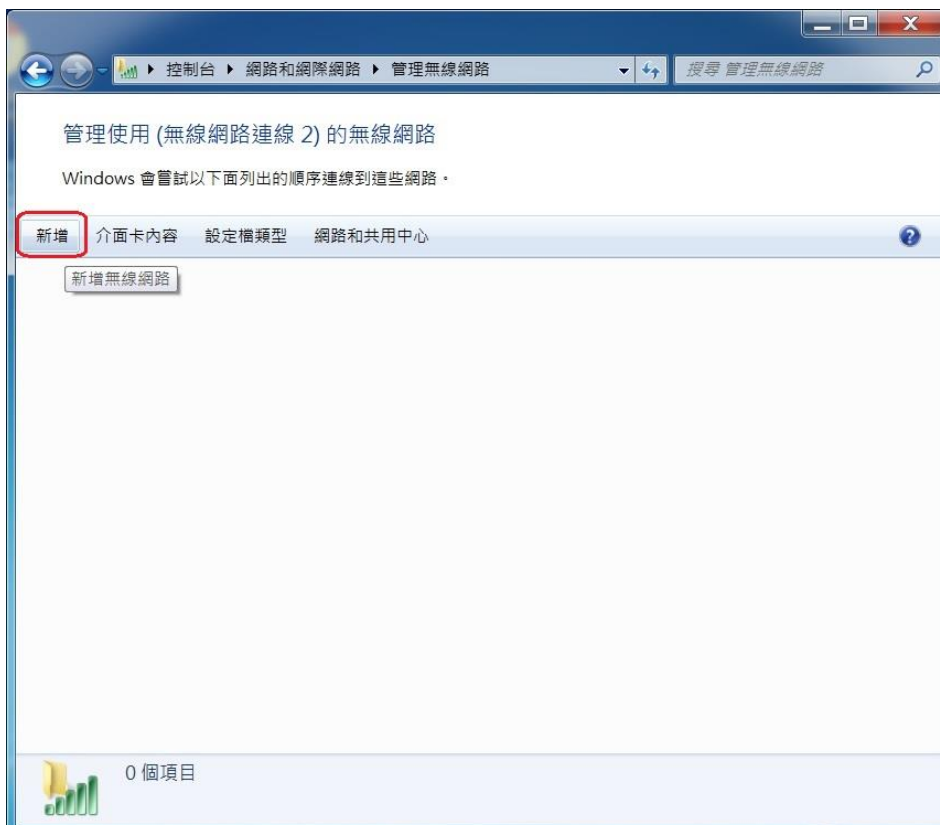 控制台 ▸ 網路和網際網路 ▸ 管理無線網路
搜尋 管理無線網路
管理使用 (無線網路連線 2) 的無線網路
Windows 會嘗試以下面列出的順序連線到這些網路。
新增 介面卡內容 設定檔類型 網路和共用中心
新增無線網路
0 個項目